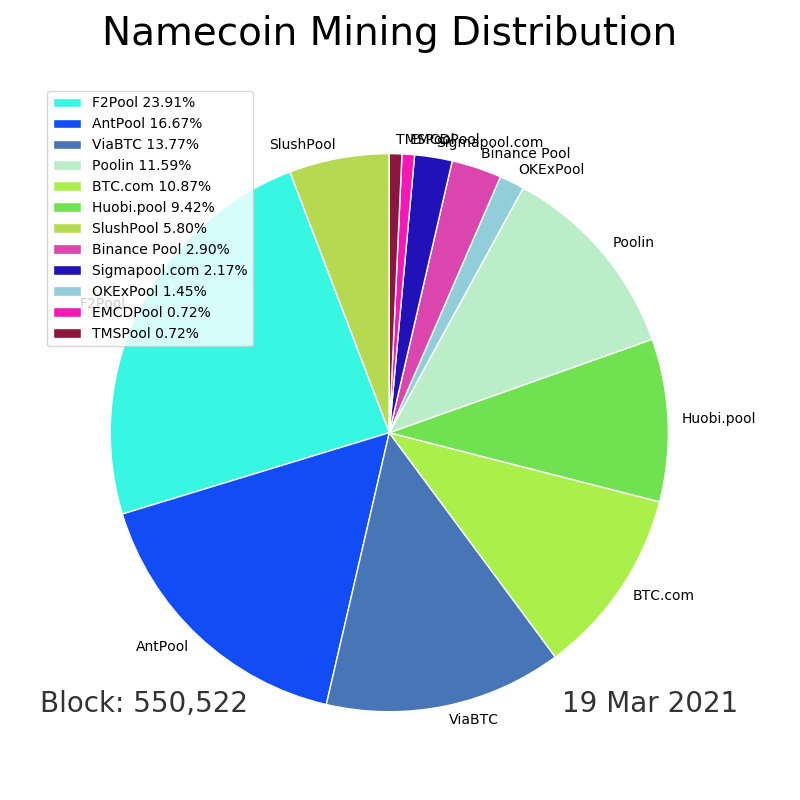 Namecoin Mining Distribution
F2Pool 23.91%
AntPool 16.67%
ViaBTC 13.77%
Poolin 11.59%
BTC.com 10.87%
Huobi.pool 9.42%
SlushPool 5.80%
Binance Pool 2.90%
Sigmapool.com 2.17%
OKExPool 1.45%
EMCDPool 0.72%
TMSPool 0.72%
SlushPool
TMSPool
EMCDPool
Sigmapool.com
Binance Pool
OKExPool
Poolin
F2Pool
Huobi.pool
BTC.com
AntPool
ViaBTC
Block: 550,522
19 Mar 2021